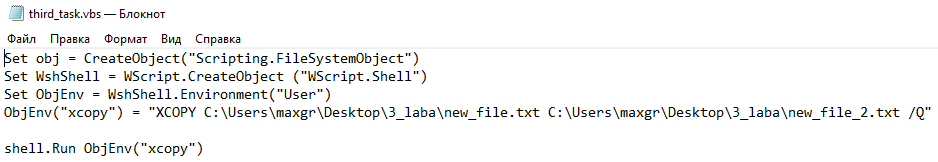 third_task.vbs — Блокнот
Файл Правка Формат Вид Справка
Set obj = CreateObject("Scripting.FileSystemObject")
Set WshShell = WScript.CreateObject ("WScript.Shell")
Set ObjEnv = WshShell.Environment("User")
ObjEnv("xcopy") = "XCOPY C:\Users\maxgr\Desktop\3_laba\new_file.txt C:\Users\maxgr\Desktop\3_laba\new_file_2.txt /Q"
shell.Run ObjEnv("xcopy")